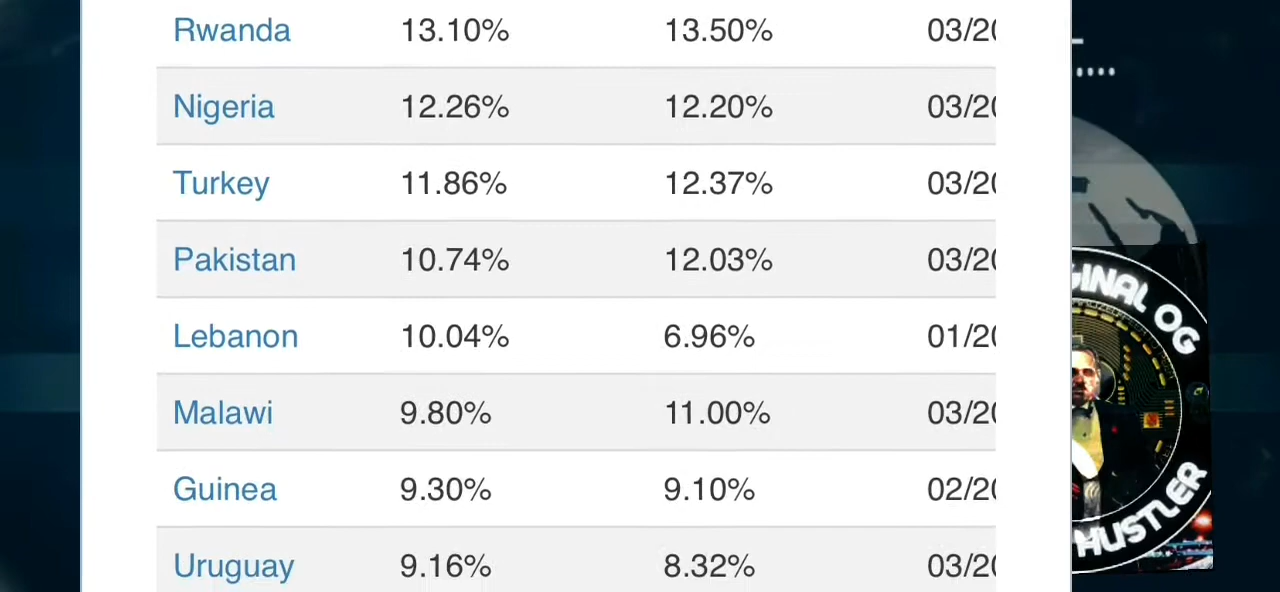 Rwanda 13.10% 13.50% 03/20
Nigeria 12.26% 12.20% 03/20
Turkey 11.86% 12.37% 03/20
Pakistan 10.74% 12.03% 03/20
Lebanon 10.04% 6.96% 01/20
Malawi 9.80% 11.00% 03/20
Guinea 9.30% 9.10% 02/20
Uruguay 9.16% 8.32% 03/20
OG
HUSTLER